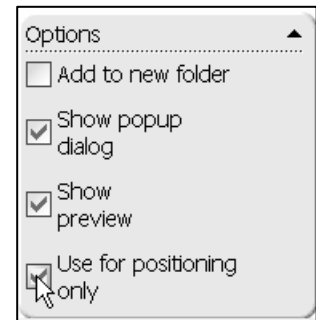 Options
Add to new folder
Show popup
dialog
Show
preview
Use for positioning
only